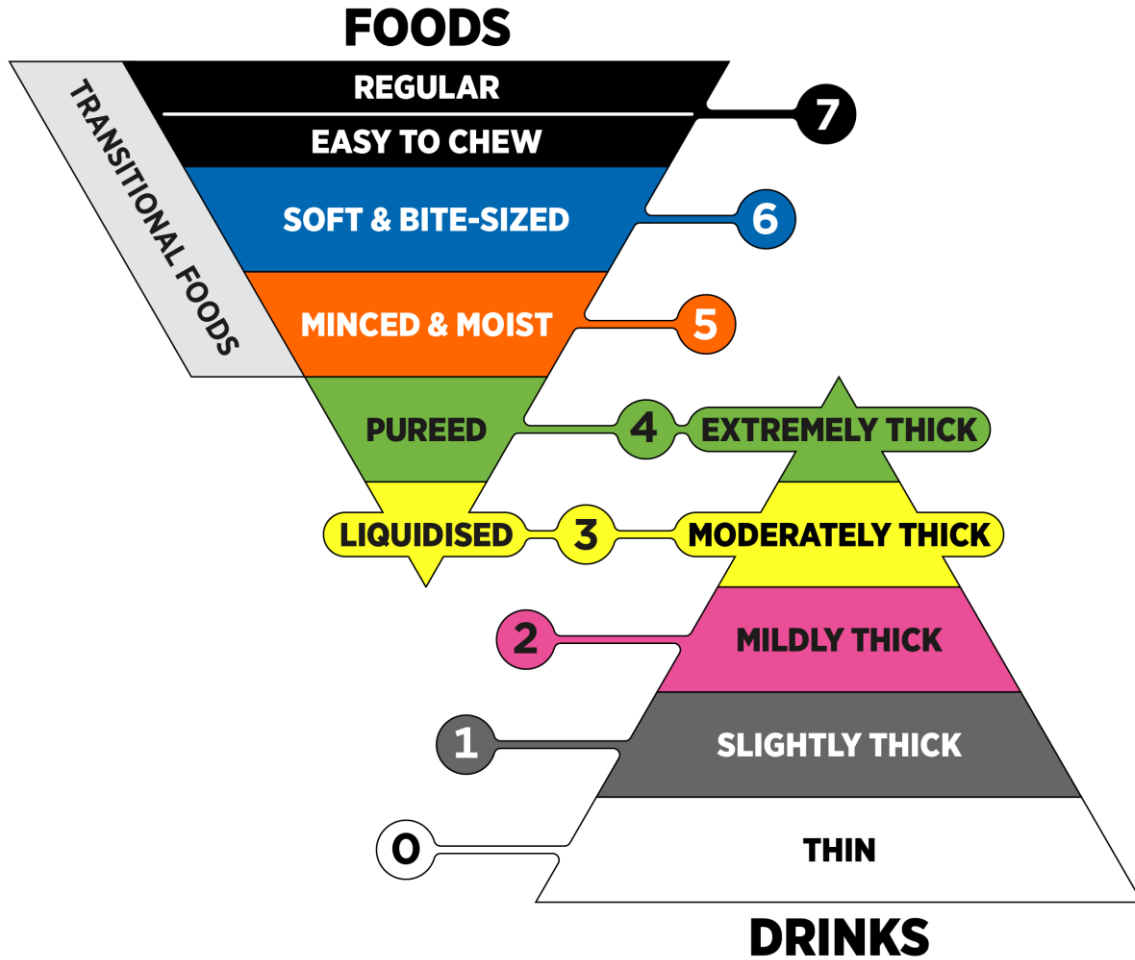 FOODS
REGULAR
7
EASY TO CHEW
TRANSITIONAL FOODS
SOFT & BITE-SIZED
6
MINCED & MOIST
5
PUREED
4
EXTREMELY THICK
LIQUIDISED
3
MODERATELY THICK
2
MILDLY THICK
1
SLIGHTLY THICK
0
THIN
DRINKS